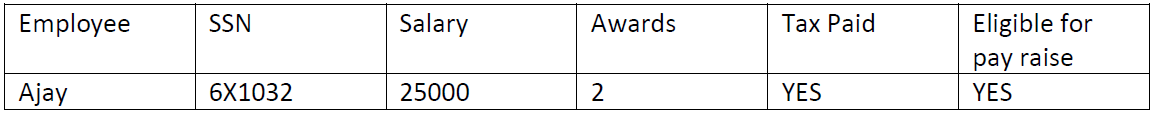 Employee SSN Salary Awards Tax Paid Eligible for
pay raise
Ajay 6X1032 25000 2 YES YES